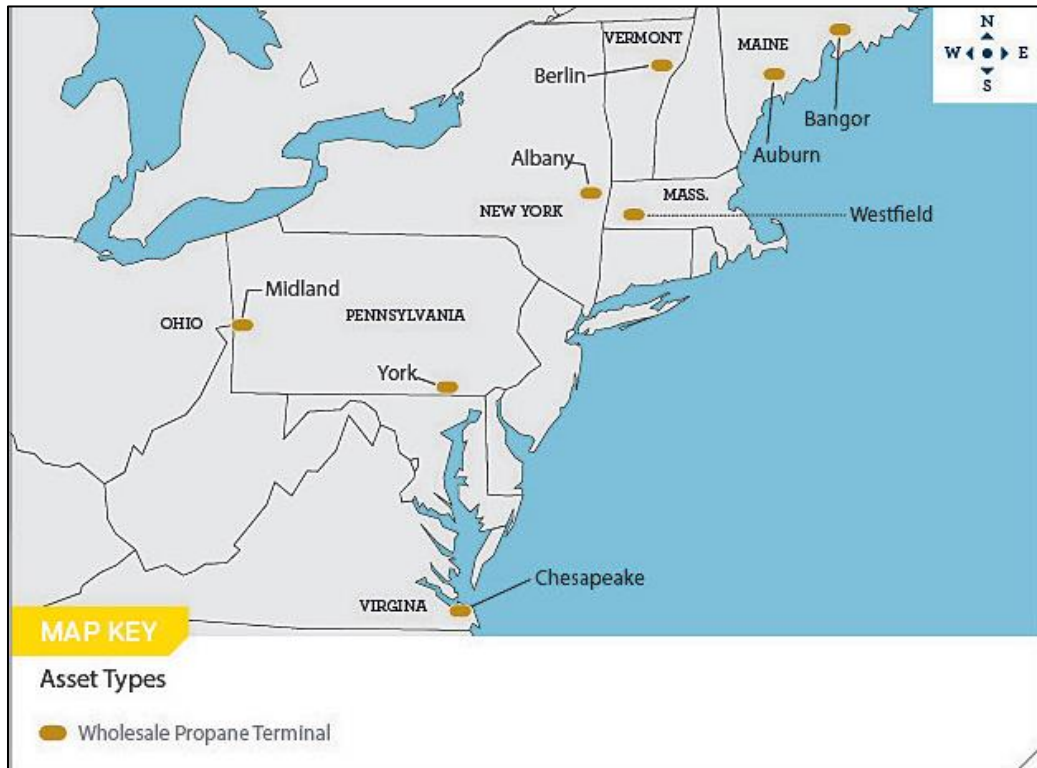 N
W E
S
VERMONT
MAINE
Berlin
Bangor
Auburn
Albany
MASS.
NEW YORK
Westfield
Midland
OHIO
PENNSYLVANIA
York
Chesapeake
VIRGINA
MAP KEY
Asset Types
Wholesale Propane Terminal